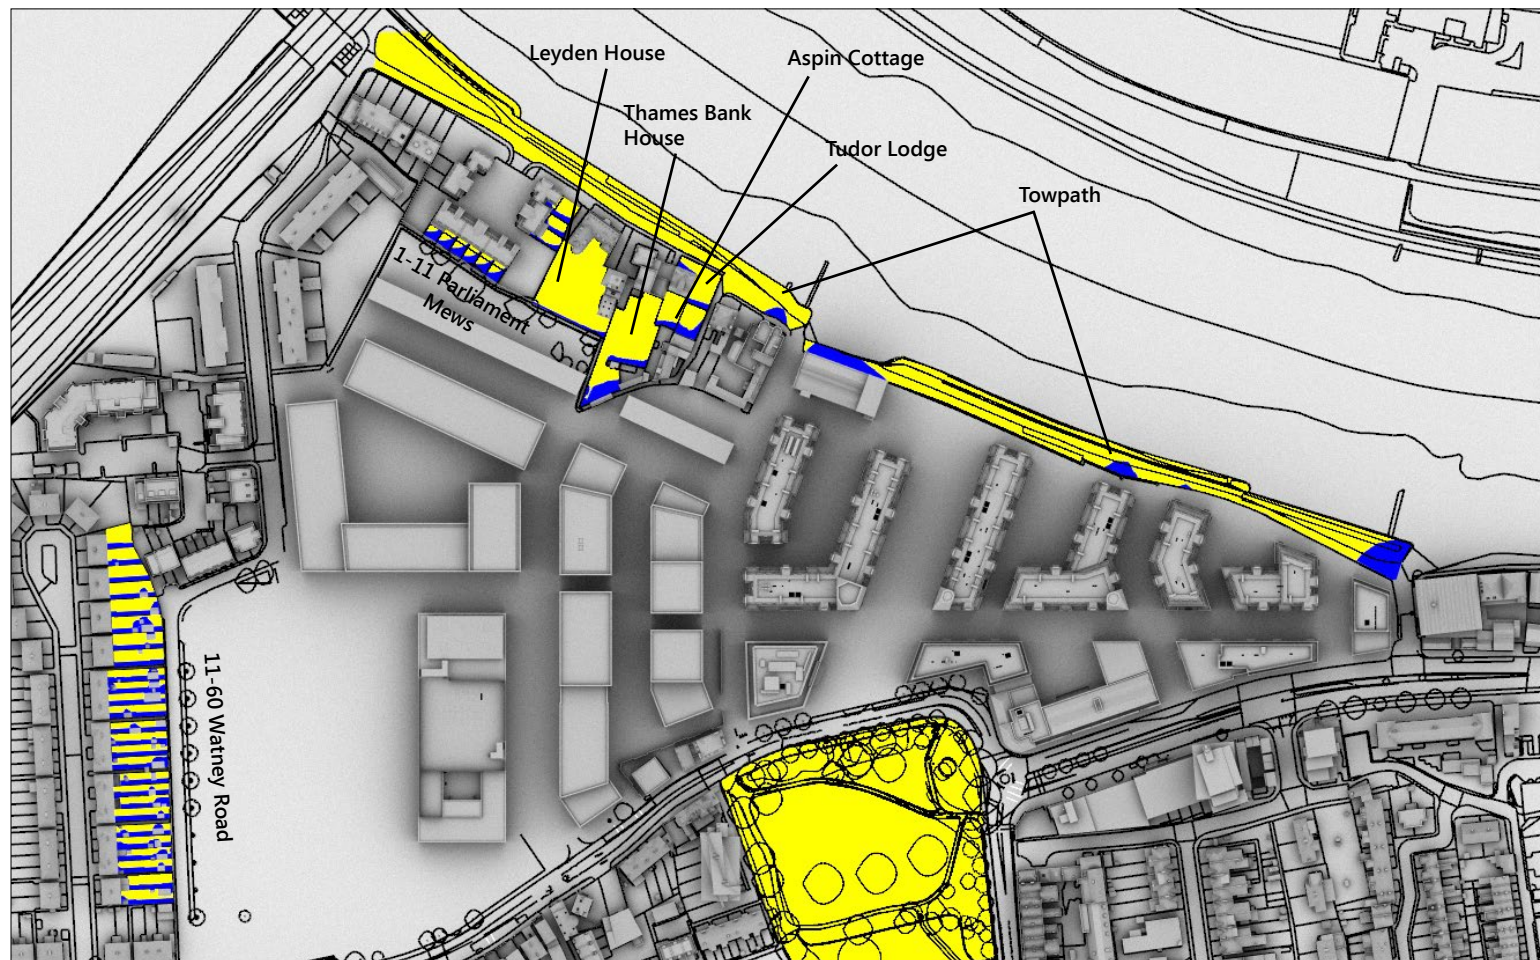 Leyden House
Aspin Cottage
Thames Bank
House
Tudor Lodge
Towpath
1-11 Parliament
Mews
11-60 Watney Road